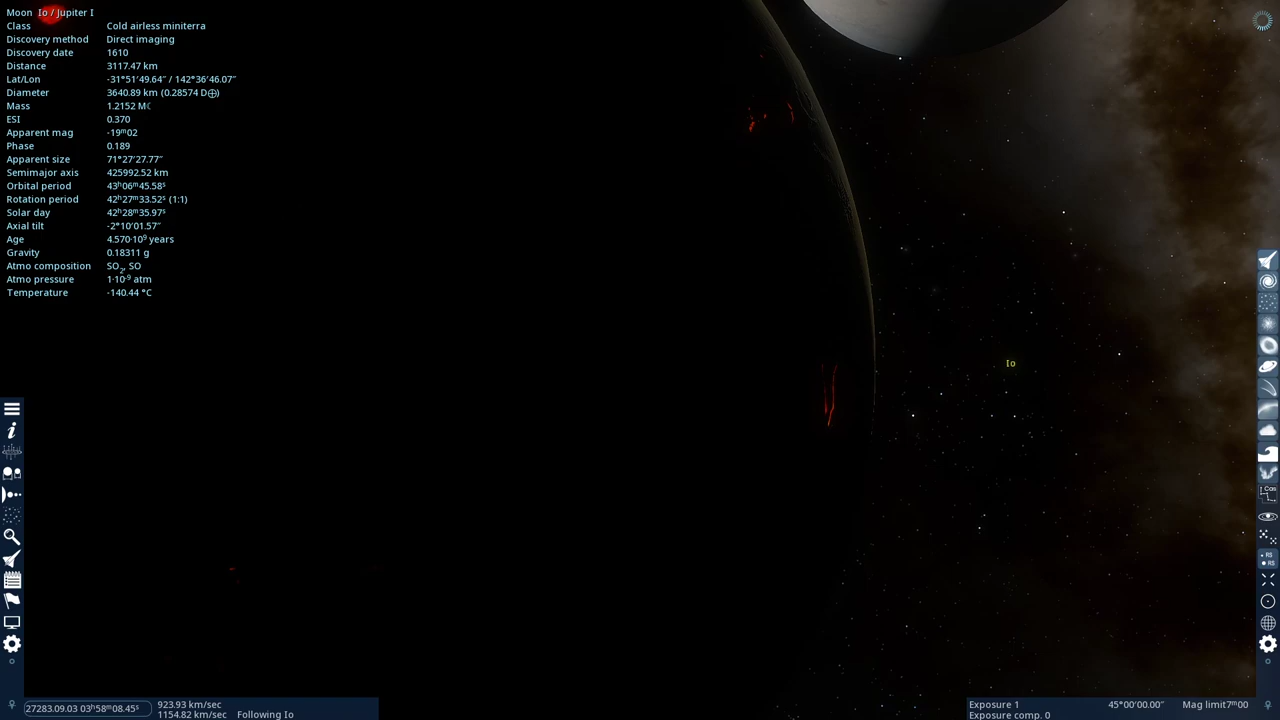 Moon Io / Jupiter I
Class Cold airless miniterra
Discovery method Direct imaging
Discovery date 1610
Distance 3117.47 km
Lat/Lon -31°51′49.64″ / 142°36′46.07″
Diameter 3640.89 km (0.28574 D⊕)
Mass 1.2152 M☾
ESI 0.370
Apparent mag -19ᵐ02
Phase 0.189
Apparent size 71°27′27.77″
Semimajor axis 425992.52 km
Orbital period 43ʰ06ᵐ45.58ˢ
Rotation period 42ʰ27ᵐ33.52ˢ (1:1)
Solar day 42ʰ28ᵐ35.97ˢ
Axial tilt -2°10′01.57″
Age 4.570·10⁹ years
Gravity 0.18311 g
Atmo composition SO₂, SO
Atmo pressure 1·10⁻⁹ atm
Temperature -140.44 °C
Io
Con
+ RS
● RS
27283.09.03 03ʰ58ᵐ08.45ˢ
923.93 km/sec
1154.82 km/sec Following Io
Exposure 1 45°00′00.00″ Mag limit 7ᵐ00
Exposure comp. 0